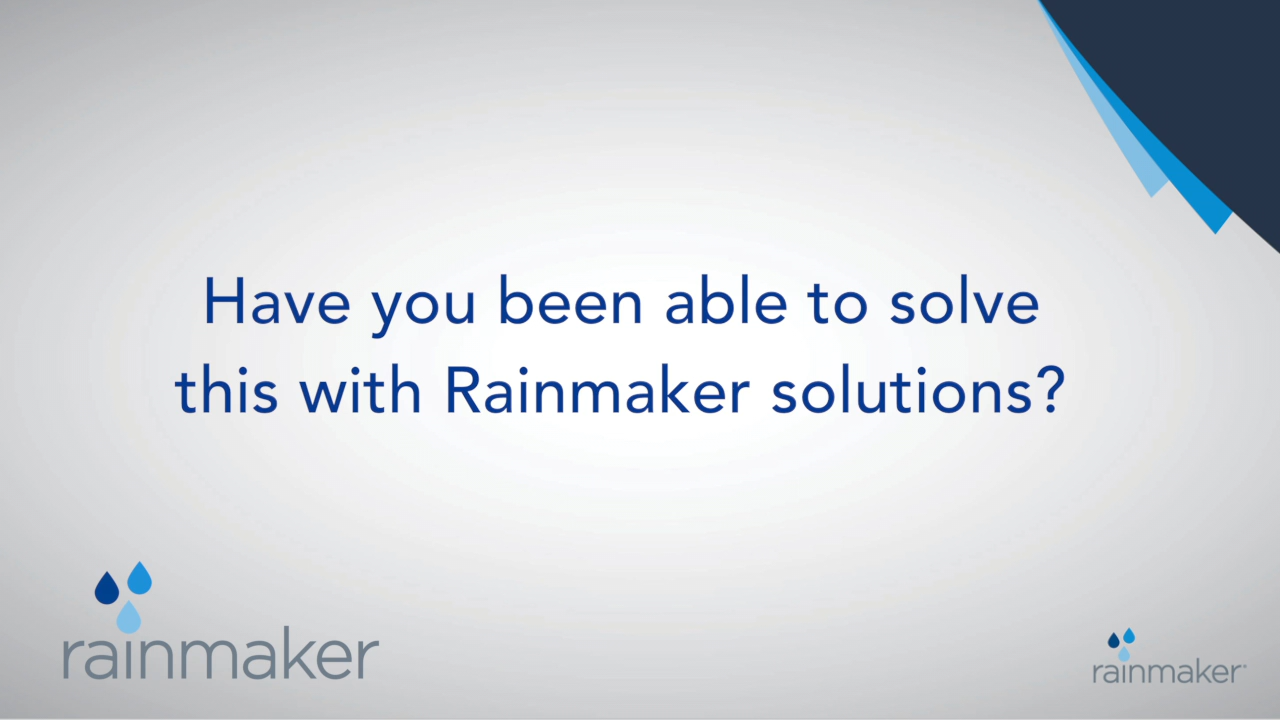 Have you been able to solve
this with Rainmaker solutions?
rainmaker
rainmaker